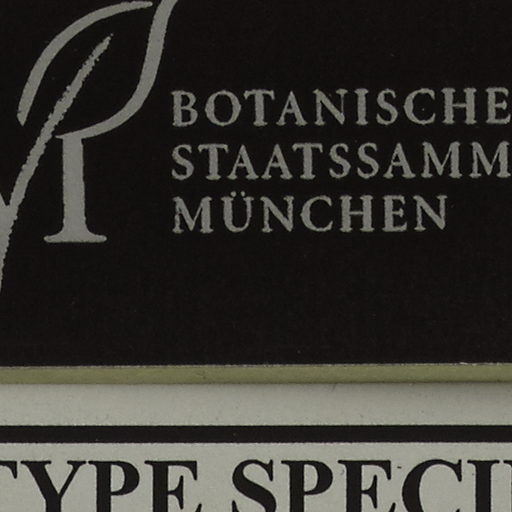 BOTANISCHE
STAATSSAMM
MÜNCHEN
TYPE SPECI